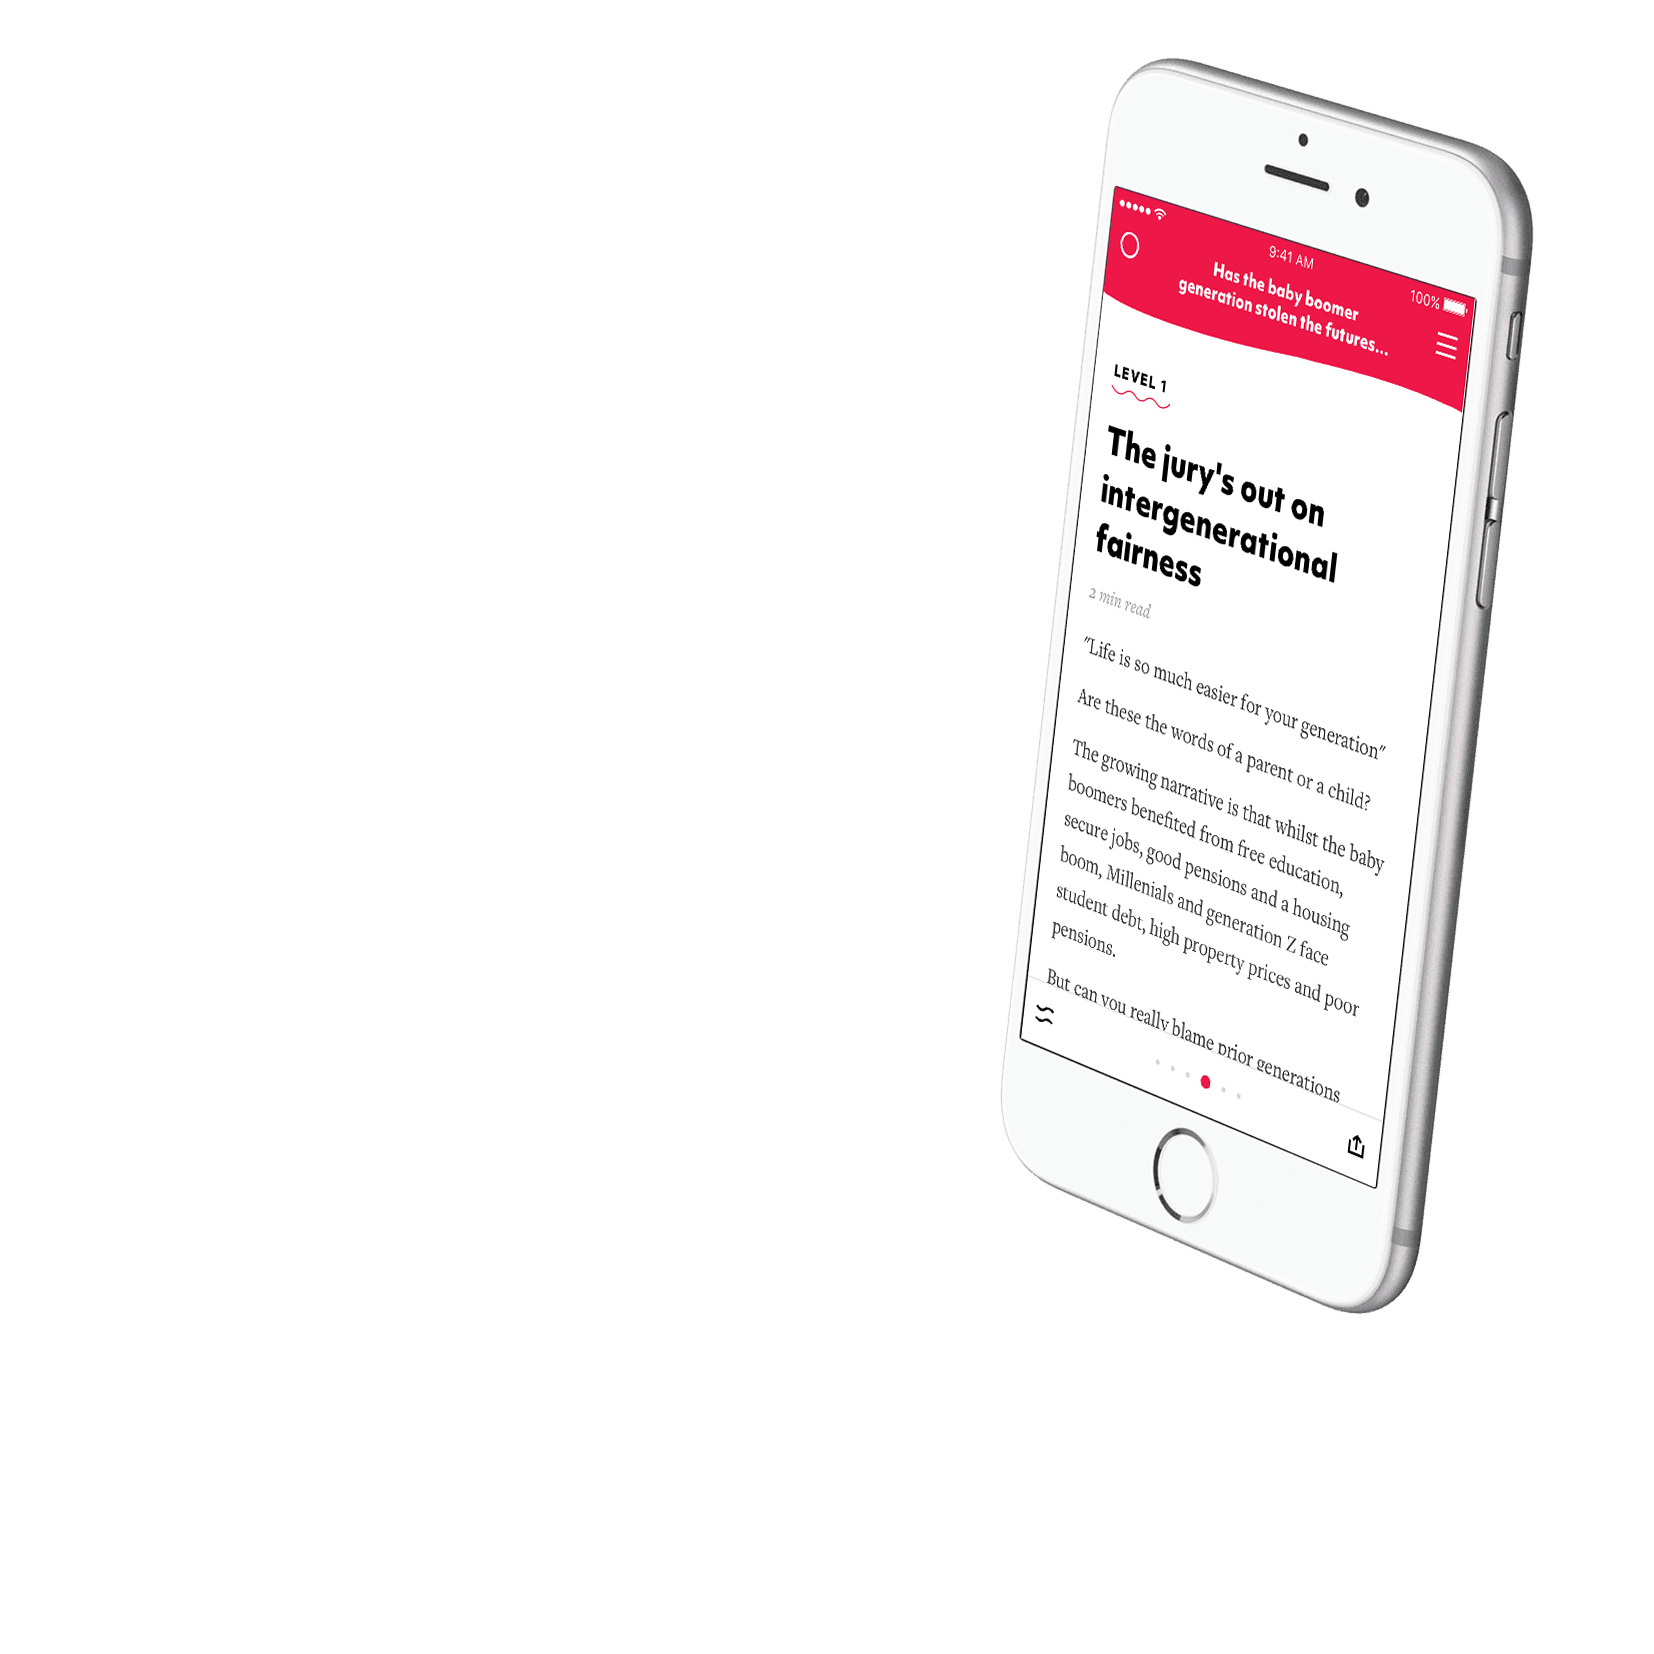 9:41 AM
100%
Has the baby boomer
generation stolen the futures...
LEVEL 1
The jury's out on
intergenerational
fairness
2 min read
"Life is so much easier for your generation"
Are these the words of a parent or a child?
The growing narrative is that whilst the baby
boomers benefited from free education,
secure jobs, good pensions and a housing
boom, Millenials and generation Z face
student debt, high property prices and poor
pensions.
But can you really blame prior generations